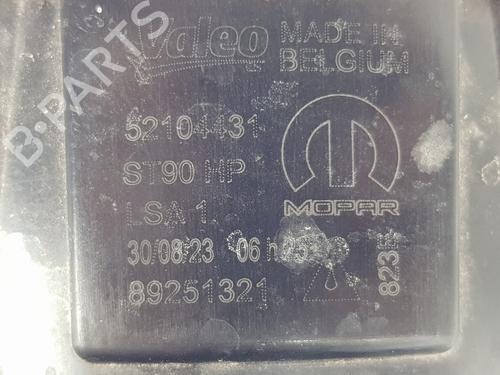 Valeo
MADE IN
BELGIUM
52104431
ST90 HP
LSA 1
MOPAR
30/08/23 06 h
823
89251321
B-PARTS